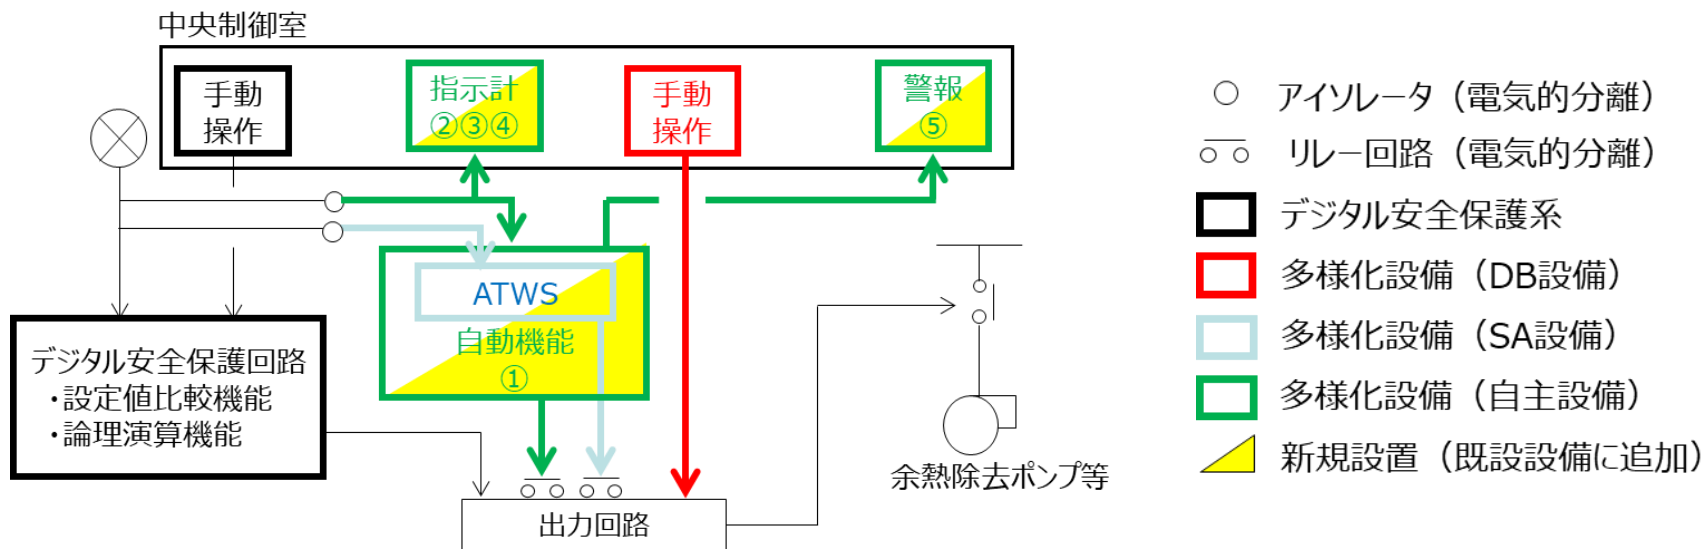 中央制御室
手動
操作
指示計
②③④
手動
操作
警報
⑤
ATWS
自動機能
①
デジタル安全保護回路
・設定値比較機能
・論理演算機能
出力回路
余熱除去ポンプ等
アイソレータ（電気的分離）
リレー回路（電気的分離）
デジタル安全保護系
多様化設備（DB設備）
多様化設備（SA設備）
多様化設備（自主設備）
新規設置（既設設備に追加）